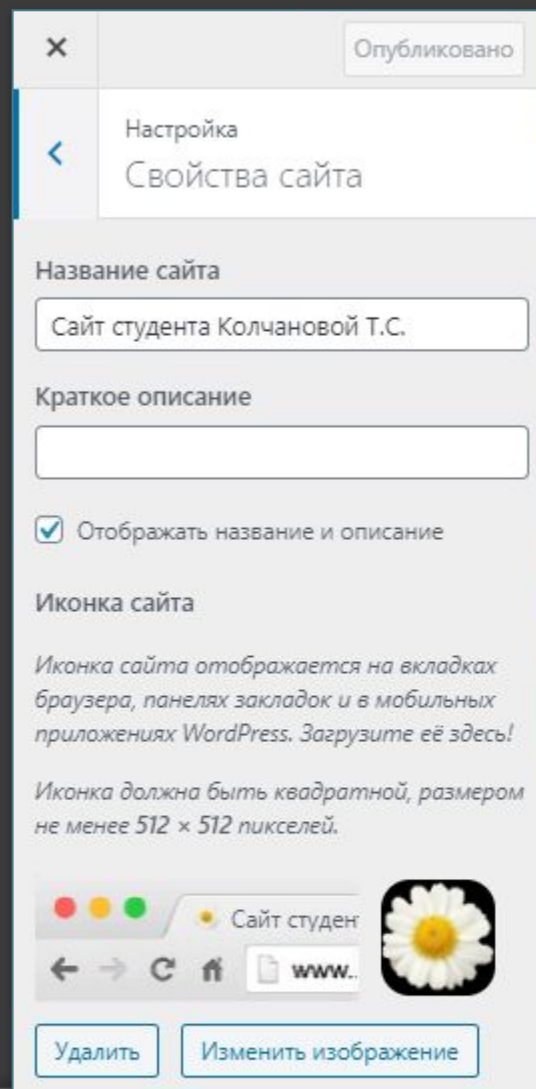 Опубликовано
Настройка
Свойства сайта
Название сайта
Сайт студента Колчановой Т.С.
Краткое описание
Отображать название и описание
Иконка сайта
Иконка сайта отображается на вкладках
браузера, панелях закладок и в мобильных
приложениях WordPress. Загрузите её здесь!
Иконка должна быть квадратной, размером
не менее 512 × 512 пикселей.
Сайт студен
www..
Удалить
Изменить изображение